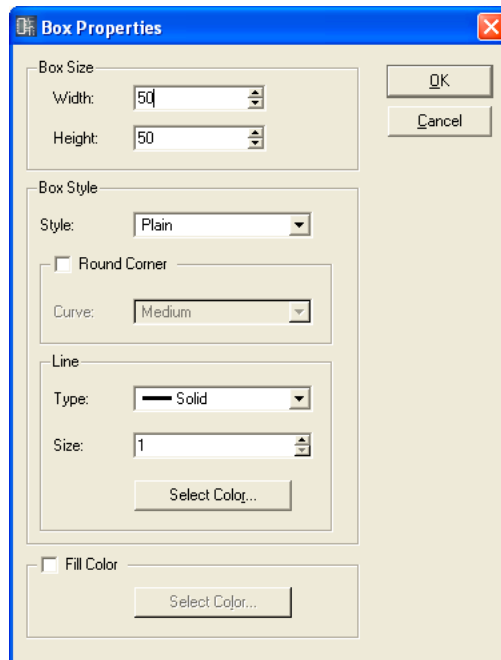 Box Properties
Box Size
Width: 50
Height: 50
OK
Cancel
Box Style
Style: Plain
Round Corner
Curve: Medium
Line
Type: Solid
Size: 1
Select Color...
Fill Color
Select Color...